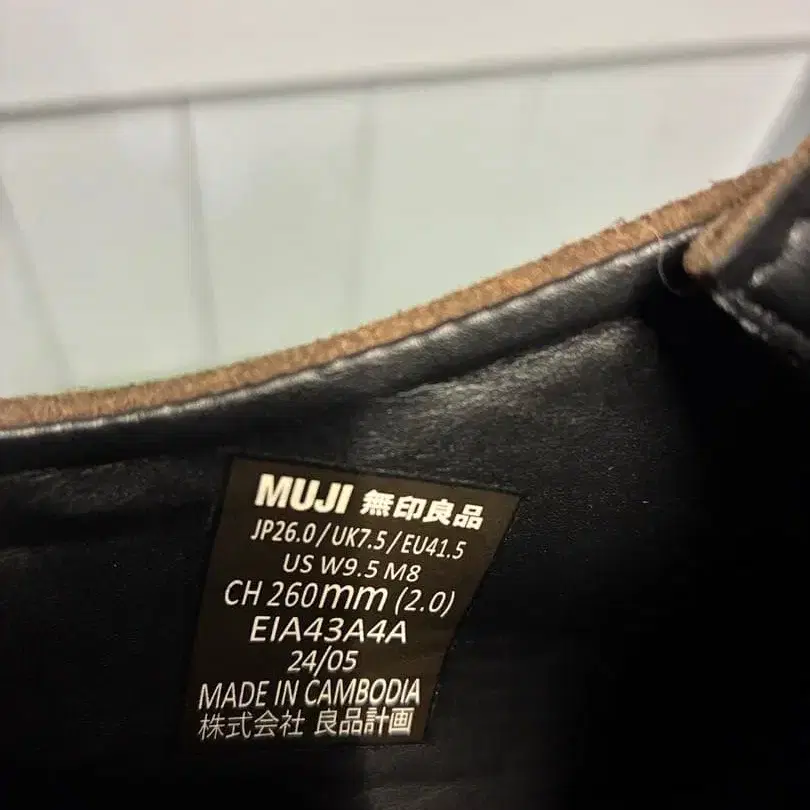 MUJI 無印良品
JP26.0/UK7.5/EU41.5
US W9.5 M8
CH 260mm (2.0)
EIA43A4A
24/05
MADE IN CAMBODIA
株式会社 良品計画